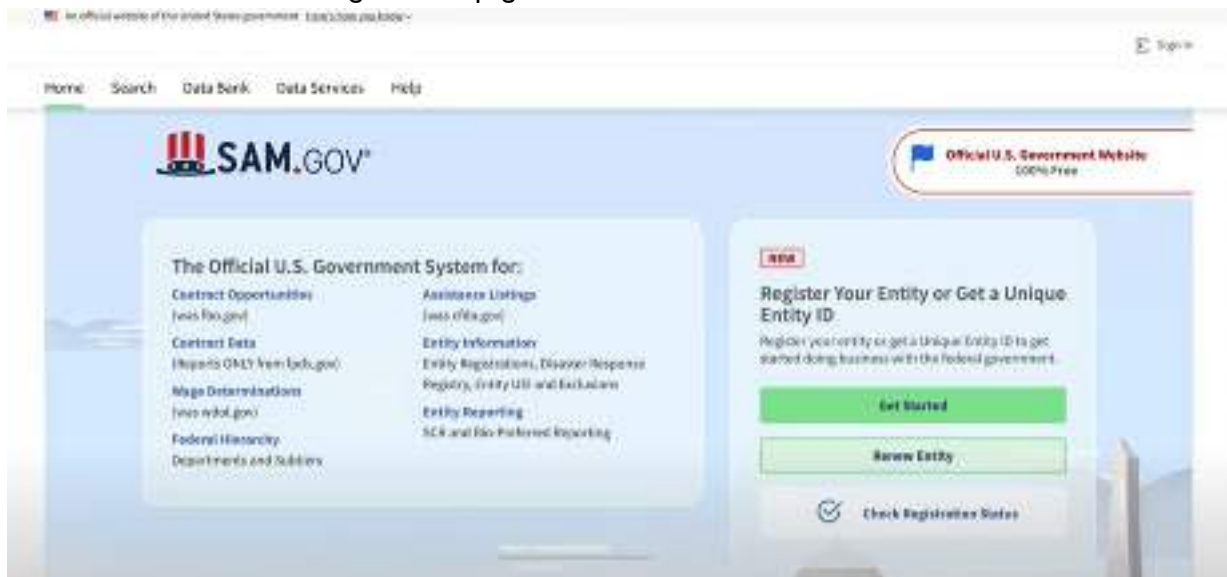 An official website of the United States government Here's how you know
Sign In
Home Search Data Bank Data Services Help
SAM.GOV®
Official U.S. Government Website
100% Free
The Official U.S. Government System for:
Contract Opportunities
(was fbo.gov)
Contract Data
(Reports ONLY from fpds.gov)
Wage Determinations
(was wdol.gov)
Federal Hierarchy
Departments and Subtiers
Assistance Listings
(was cfda.gov)
Entity Information
Entity Registrations, Disaster Response
Registry, Entity UEI and Exclusions
Entity Reporting
SCR and Bio-Preferred Reporting
NEW
Register Your Entity or Get a Unique
Entity ID
Register your entity or get a Unique Entity ID to get
started doing business with the federal government.
Get Started
Renew Entity
Check Registration Status